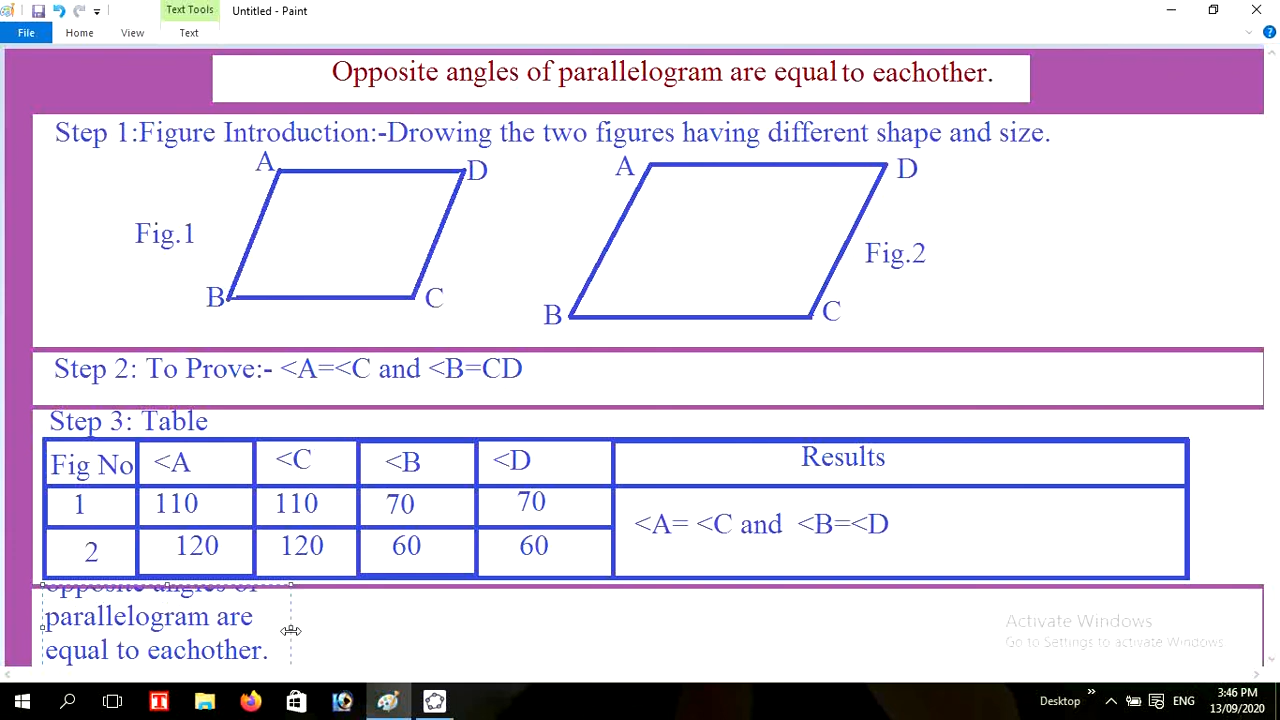 Text Tools
Untitled - Paint
File
Home
View
Text
Opposite angles of parallelogram are equal to eachother.
Step 1:Figure Introduction:-Drowing the two figures having different shape and size.
A
D
A
D
Fig.1
Fig.2
B
C
B
C
Step 2: To Prove:- <A=<C and <B=CD
Step 3: Table
Fig No
<A
<C
<B
<D
Results
1
110
110
70
70
<A= <C and <B=<D
2
120
120
60
60
opposite angles of
parallelogram are
equal to eachother.
Activate Windows
Go to Settings to activate Windows
Desktop
ENG
3:46 PM
13/09/2020